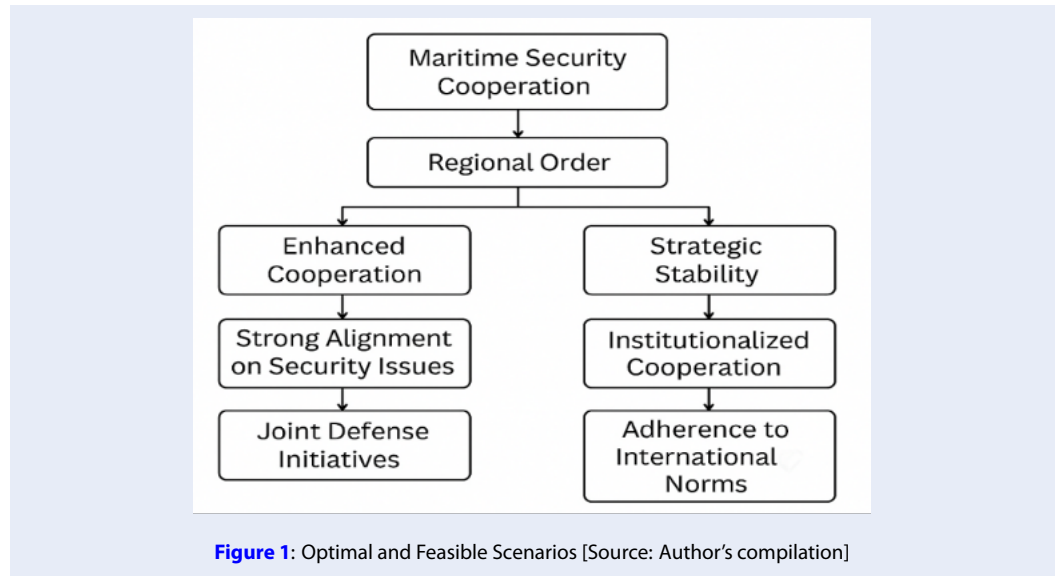 Maritime Security
Cooperation
Regional Order
Enhanced
Cooperation
Strong Alignment
on Security Issues
Joint Defense
Initiatives
Strategic
Stability
Institutionalized
Cooperation
Adherence to
International
Norms
Figure 1: Optimal and Feasible Scenarios [Source: Author’s compilation]